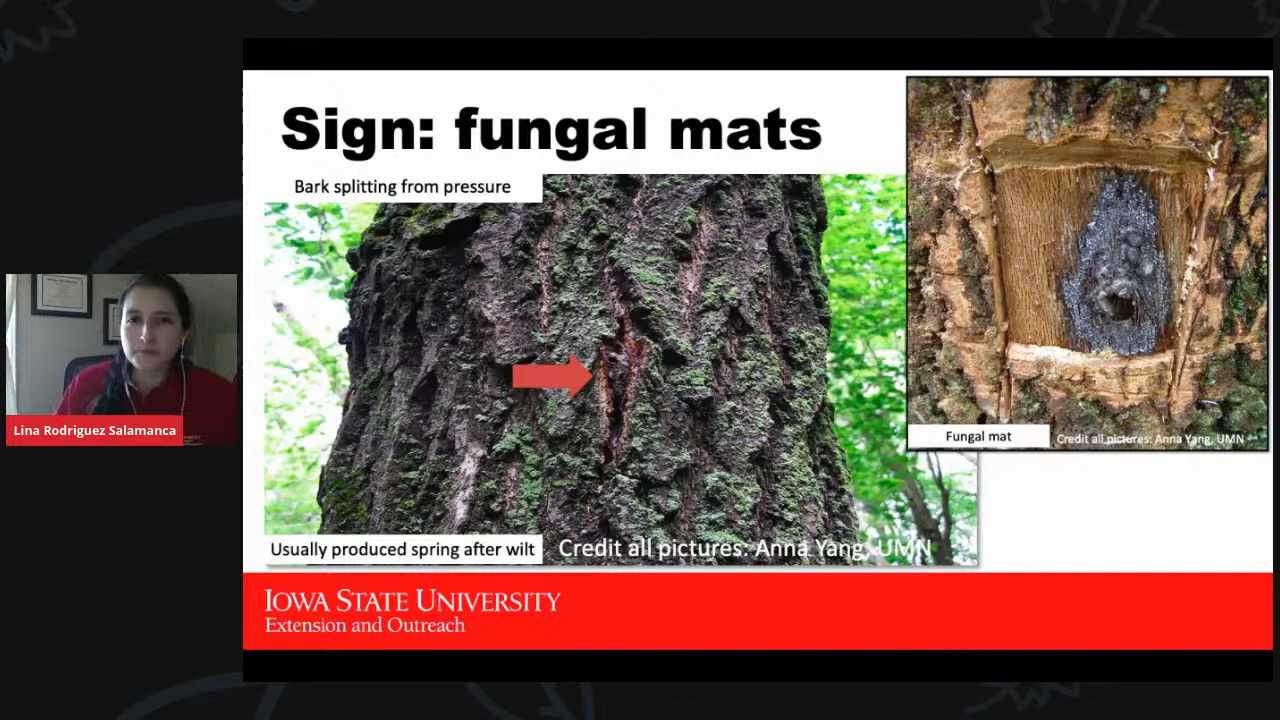 Sign: fungal mats
Bark splitting from pressure
Fungal mat
Credit all pictures: Anna Yang, UMN
Usually produced spring after wilt
Credit all pictures: Anna Yang, UMN
IOWA STATE UNIVERSITY
Extension and Outreach
Lina Rodriguez Salamanca